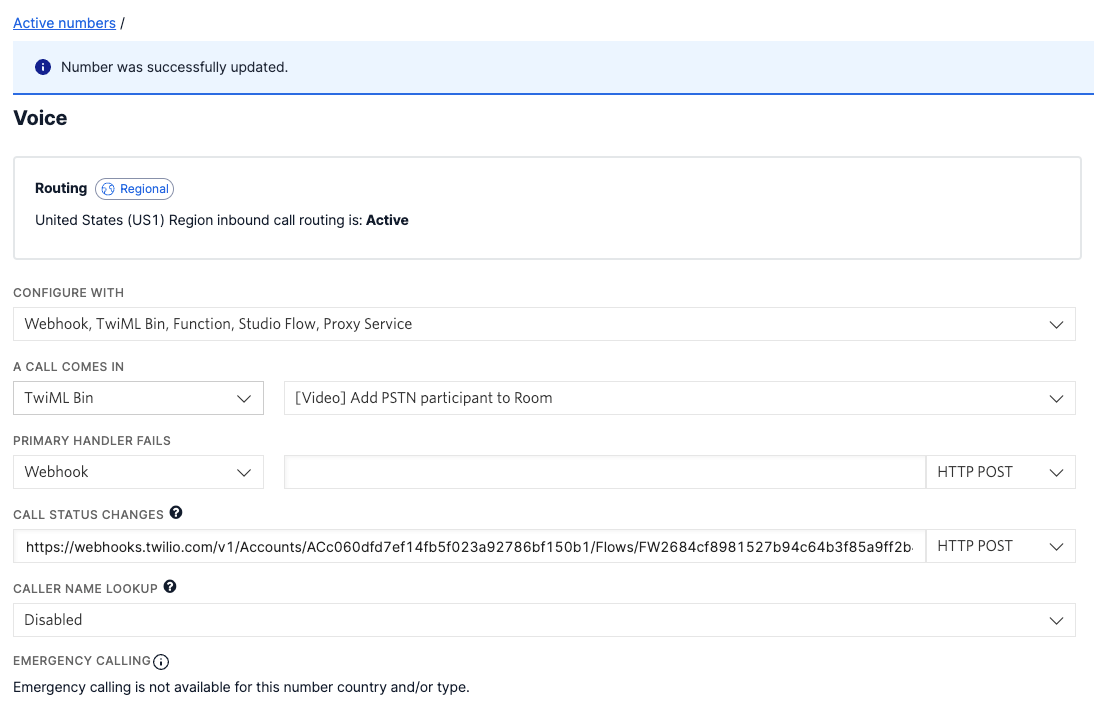 Active numbers /
Number was successfully updated.
Voice
Routing Regional
United States (US1) Region inbound call routing is: Active
CONFIGURE WITH
Webhook, TwiML Bin, Function, Studio Flow, Proxy Service
A CALL COMES IN
TwiML Bin [Video] Add PSTN participant to Room
PRIMARY HANDLER FAILS
Webhook HTTP POST
CALL STATUS CHANGES
https://webhooks.twilio.com/v1/Accounts/ACc060dfd7ef14fb5f023a92786bf150b1/Flows/FW2684cf8981527b94c64b3f85a9ff2b HTTP POST
CALLER NAME LOOKUP
Disabled
EMERGENCY CALLING
Emergency calling is not available for this number country and/or type.